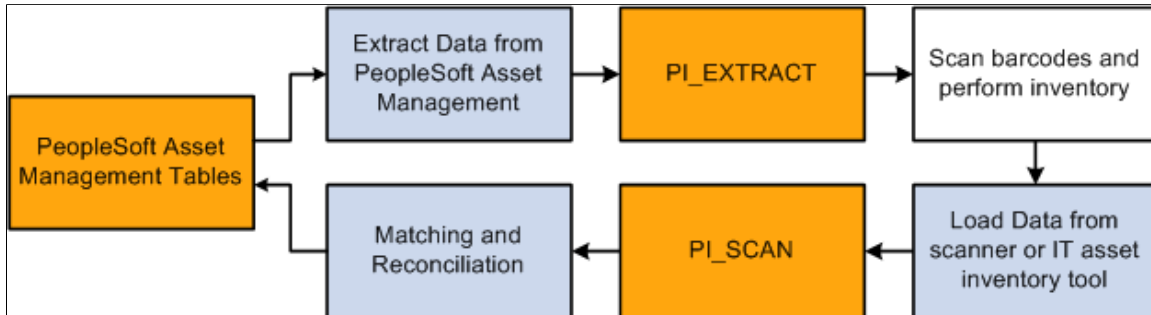 PeopleSoft Asset
Management Tables
Extract Data from
PeopleSoft Asset
Management
PI_EXTRACT
Scan barcodes and
perform inventory
Load Data from
scanner or IT asset
inventory tool
PI_SCAN
Matching and
Reconciliation